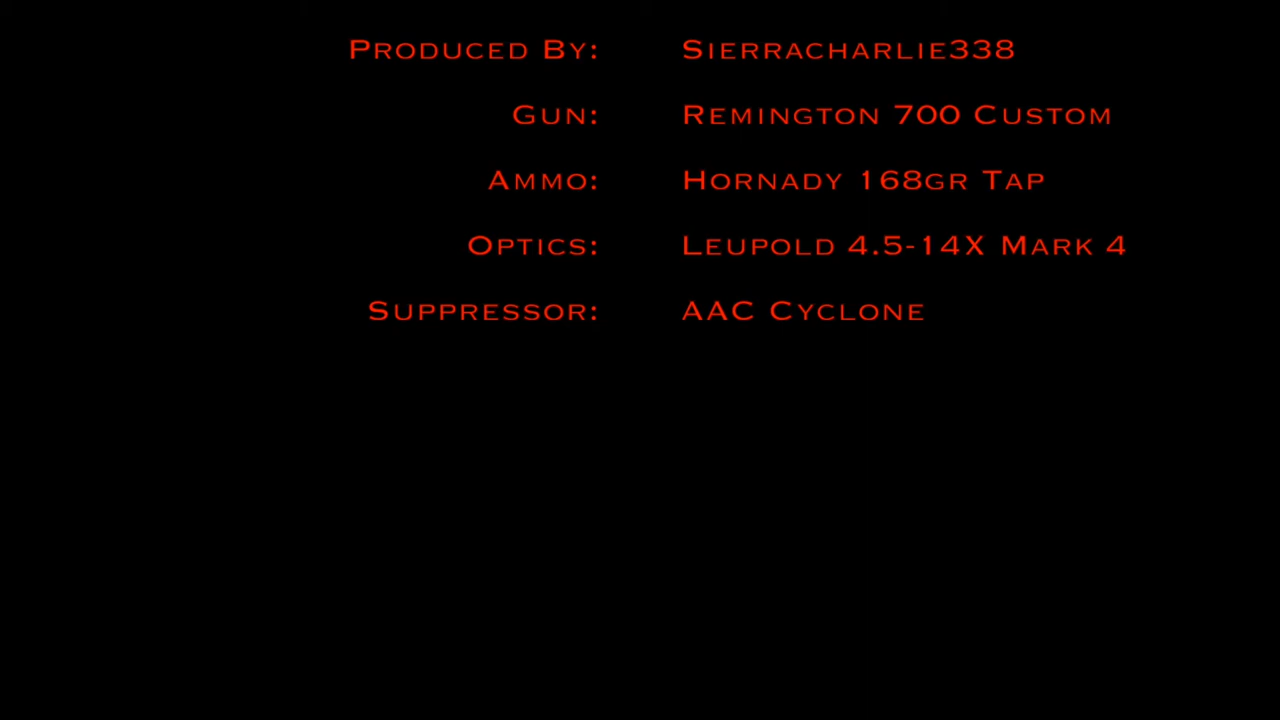 Produced By: Sierracharlie338
Gun: Remington 700 Custom
Ammo: Hornady 168gr Tap
Optics: Leupold 4.5-14X Mark 4
Suppressor: AAC Cyclone